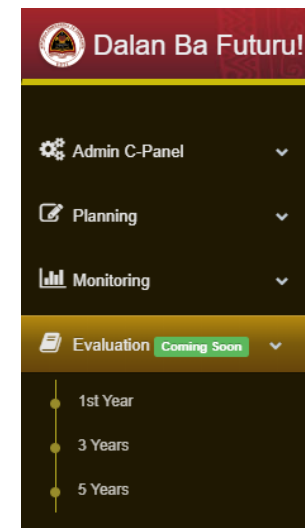 Dalan Ba Futuru!
Admin C-Panel
Planning
Monitoring
Evaluation Coming Soon
1st Year
3 Years
5 Years